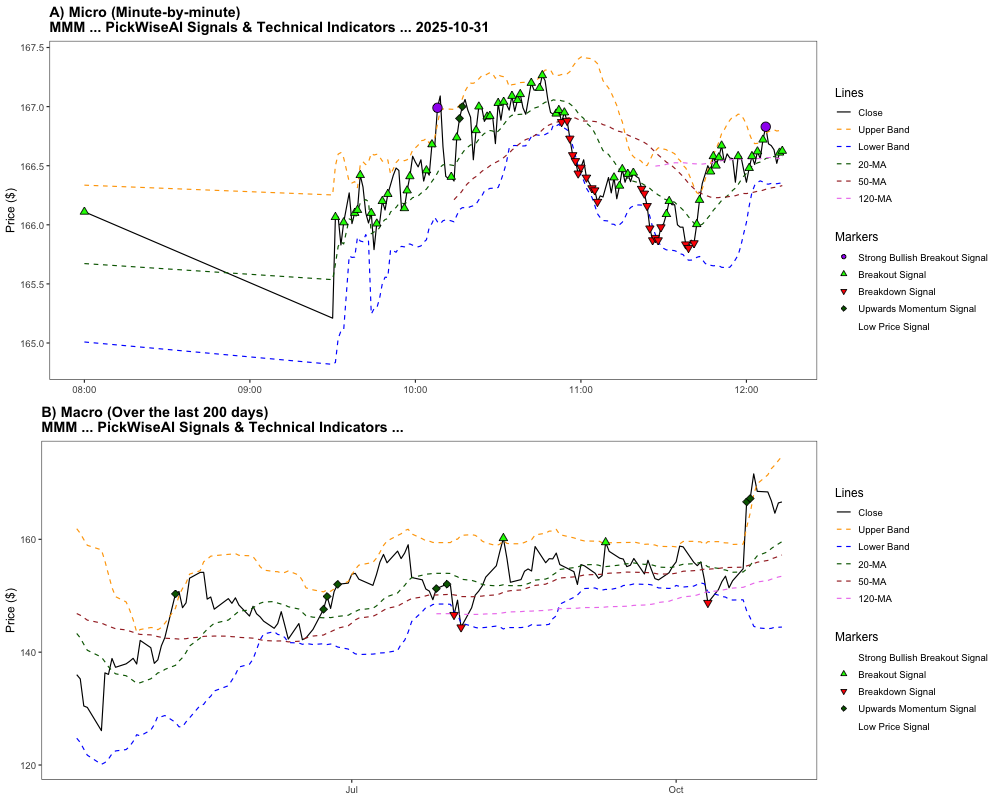 A) Micro (Minute-by-minute)
MMM ... PickWiseAI Signals & Technical Indicators ... 2025-10-31
Price ($)
167.5
167.0
166.5
166.0
165.5
165.0
08:00
09:00
10:00
11:00
12:00
Lines
Close
Upper Band
Lower Band
20-MA
50-MA
120-MA
Markers
Strong Bullish Breakout Signal
Breakout Signal
Breakdown Signal
Upwards Momentum Signal
Low Price Signal
B) Macro (Over the last 200 days)
MMM ... PickWiseAI Signals & Technical Indicators ...
Price ($)
160
140
120
Jul
Oct
Lines
Close
Upper Band
Lower Band
20-MA
50-MA
120-MA
Markers
Strong Bullish Breakout Signal
Breakout Signal
Breakdown Signal
Upwards Momentum Signal
Low Price Signal